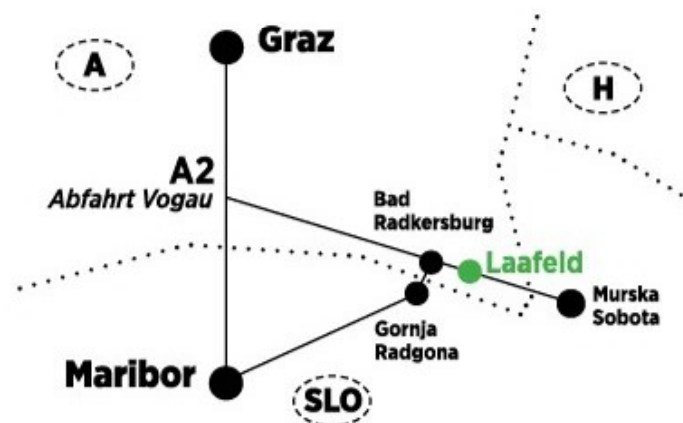 Graz
A
H
A2
Abfahrt Vogau
Bad
Radkersburg
Laafeld
Murska
Sobota
Gornja
Radgona
Maribor
SLO